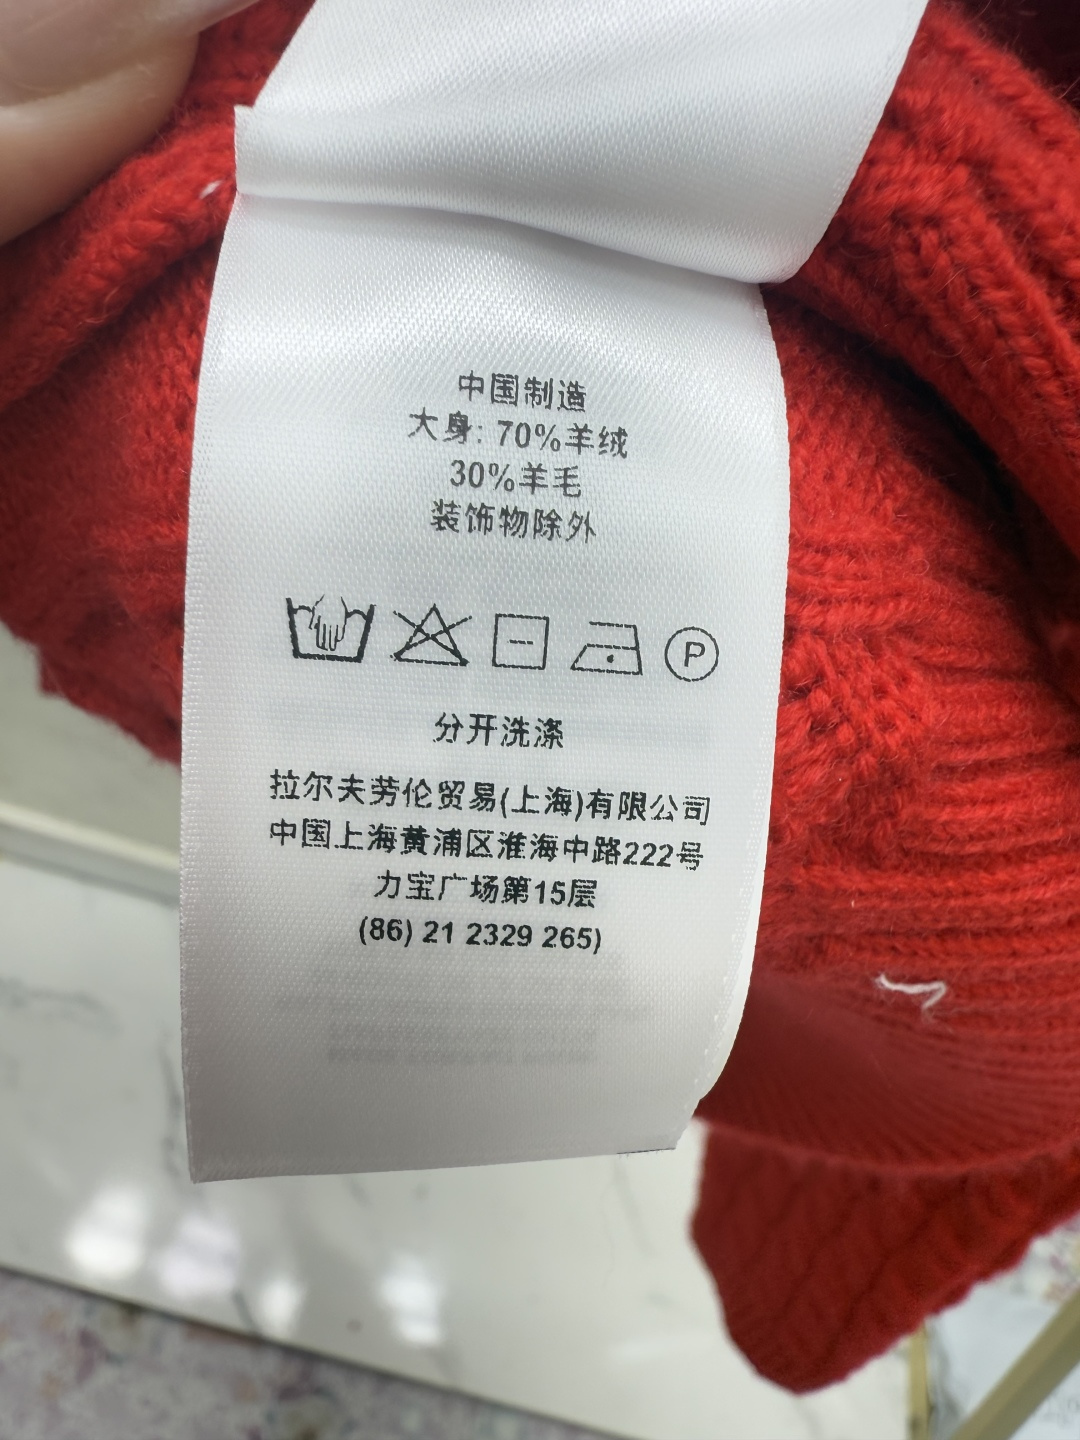 中国制造
大身: 70%羊绒
30%羊毛
装饰物除外
P
分开洗涤
拉尔夫劳伦贸易(上海)有限公司
中国上海黄浦区淮海中路222号
力宝广场第15层
(86) 21 2329 265)